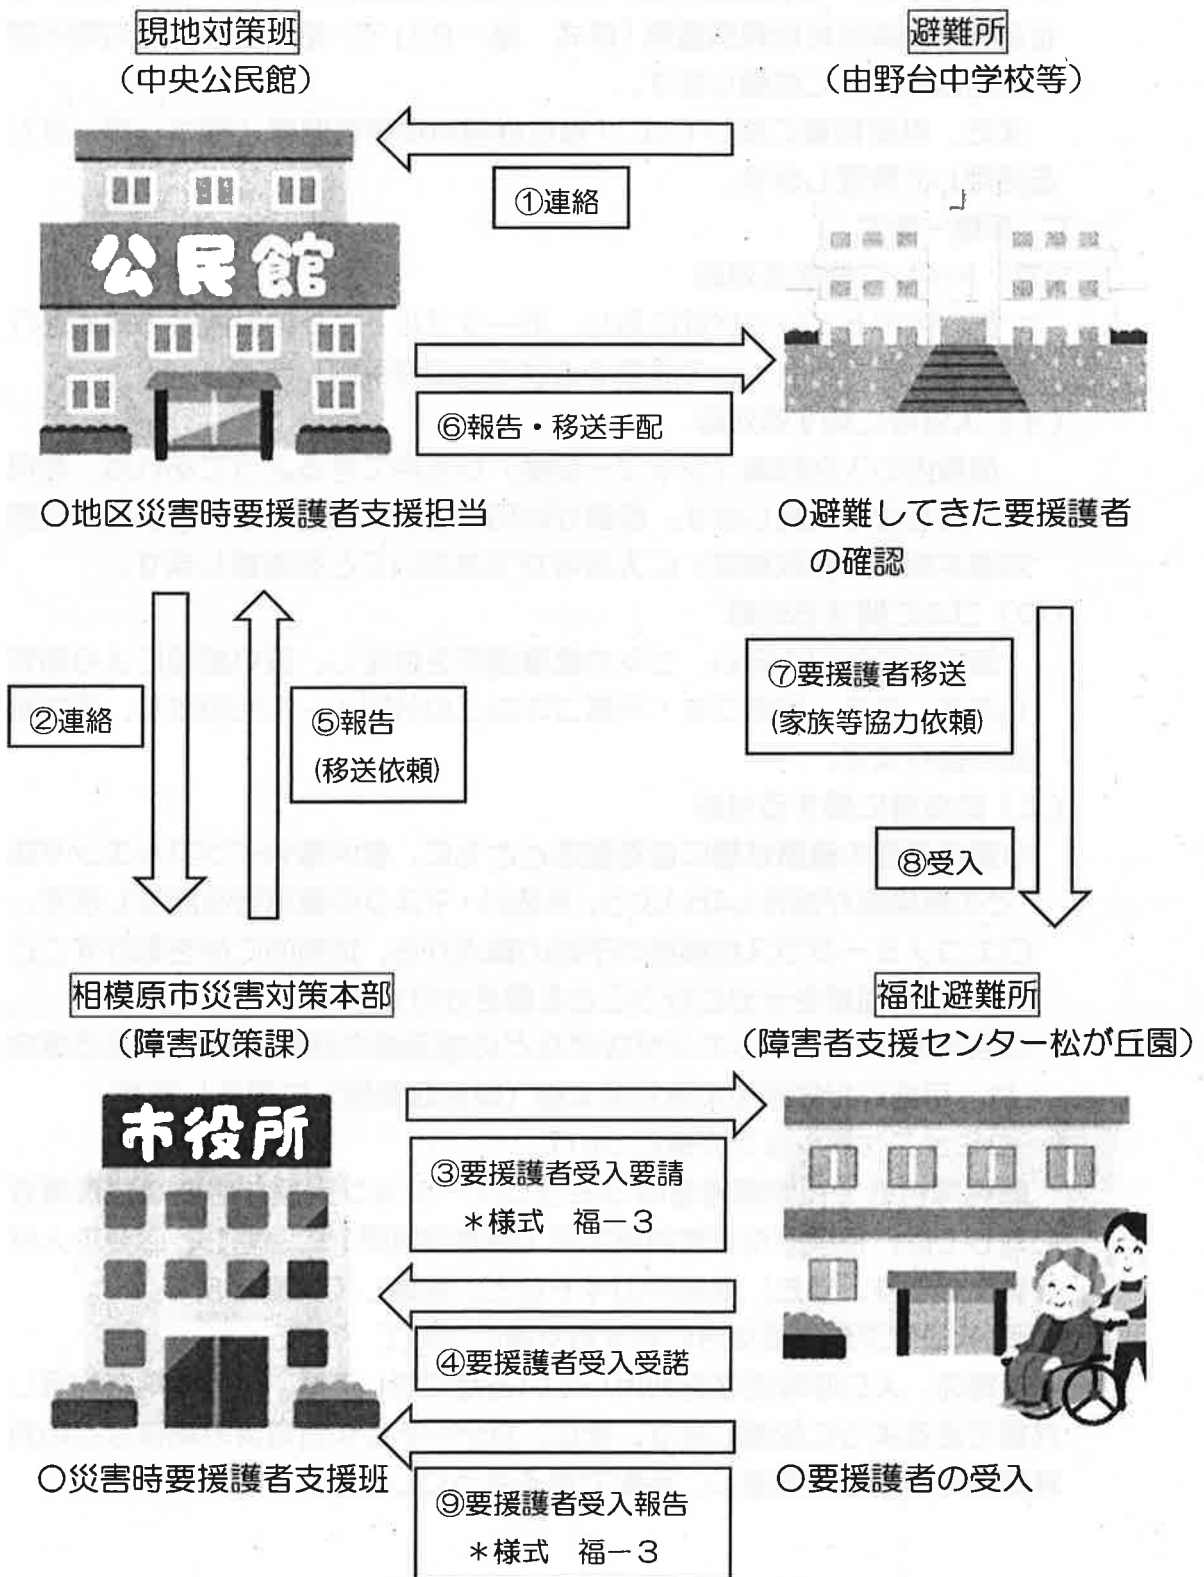 現地対策班
（中央公民館）
避難所
（由野台中学校等）
①連絡
公民館
⑥報告・移送手配
○地区災害時要援護者支援担当
○避難してきた要援護者
の確認
②連絡
⑤報告
(移送依頼)
⑦要援護者移送
(家族等協力依頼)
⑧受入
相模原市災害対策本部
（障害政策課）
福祉避難所
（障害者支援センター松が丘園）
市役所
③要援護者受入要請
＊様式　福－３
④要援護者受入受諾
○災害時要援護者支援班
○要援護者の受入
⑨要援護者受入報告
＊様式　福－３